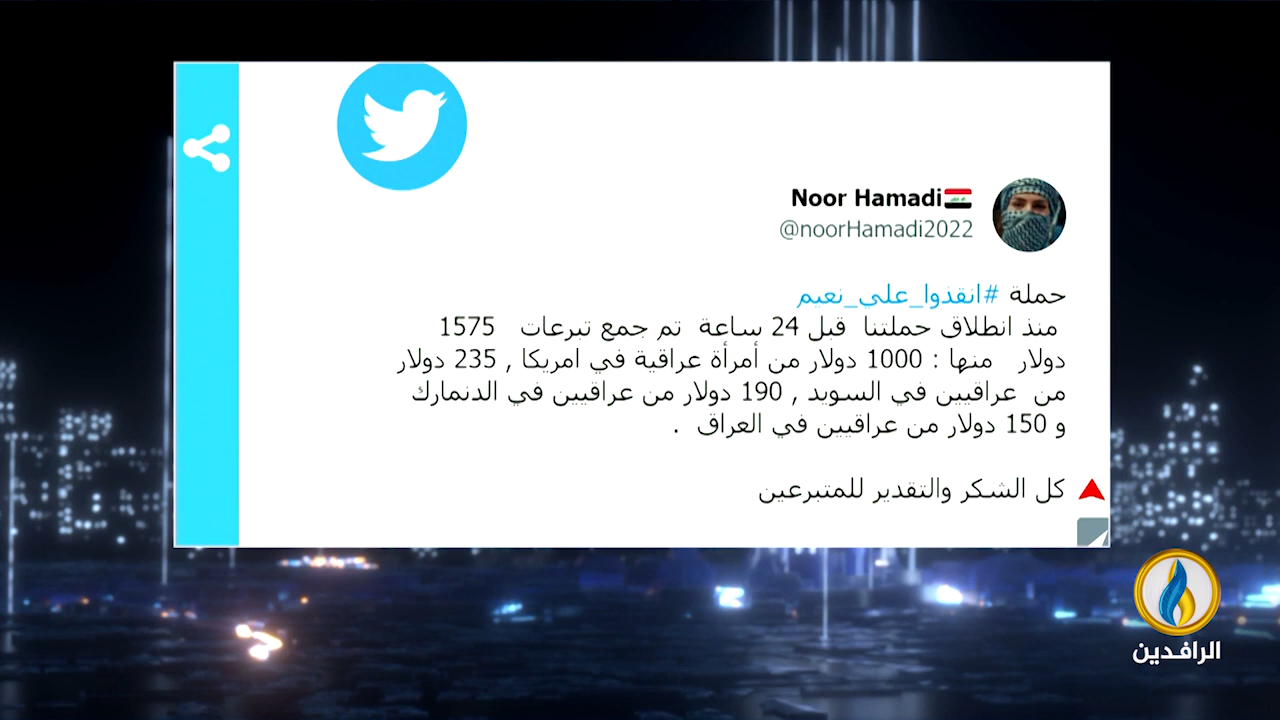 Noor Hamadi
@noorHamadi2022
حملة #انقذوا_علي_نعيم
منذ انطلاق حملتنا قبل 24 ساعة تم جمع تبرعات 1575
دولار منها : 1000 دولار من أمرأة عراقية في امريكا , 235 دولار
من عراقيين في السويد , 190 دولار من عراقيين في الدنمارك
و 150 دولار من عراقيين في العراق .
كل الشكر والتقدير للمتبرعين
الرافدين